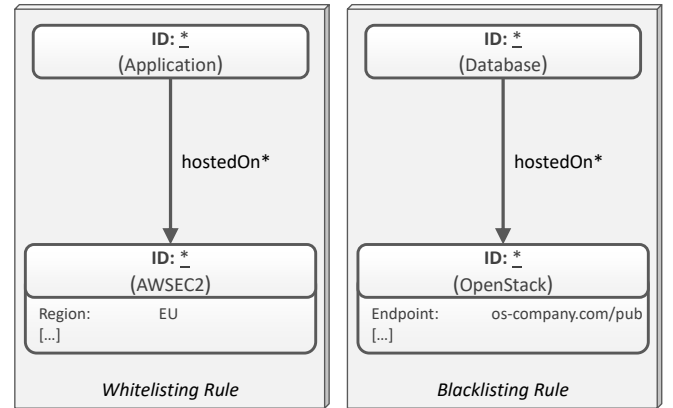 ID: *
(Application)
hostedOn*
ID: *
(AWSEC2)
Region: EU
[...]
Whitelisting Rule
ID: *
(Database)
hostedOn*
ID: *
(OpenStack)
Endpoint: os-company.com/pub
[...]
Blacklisting Rule